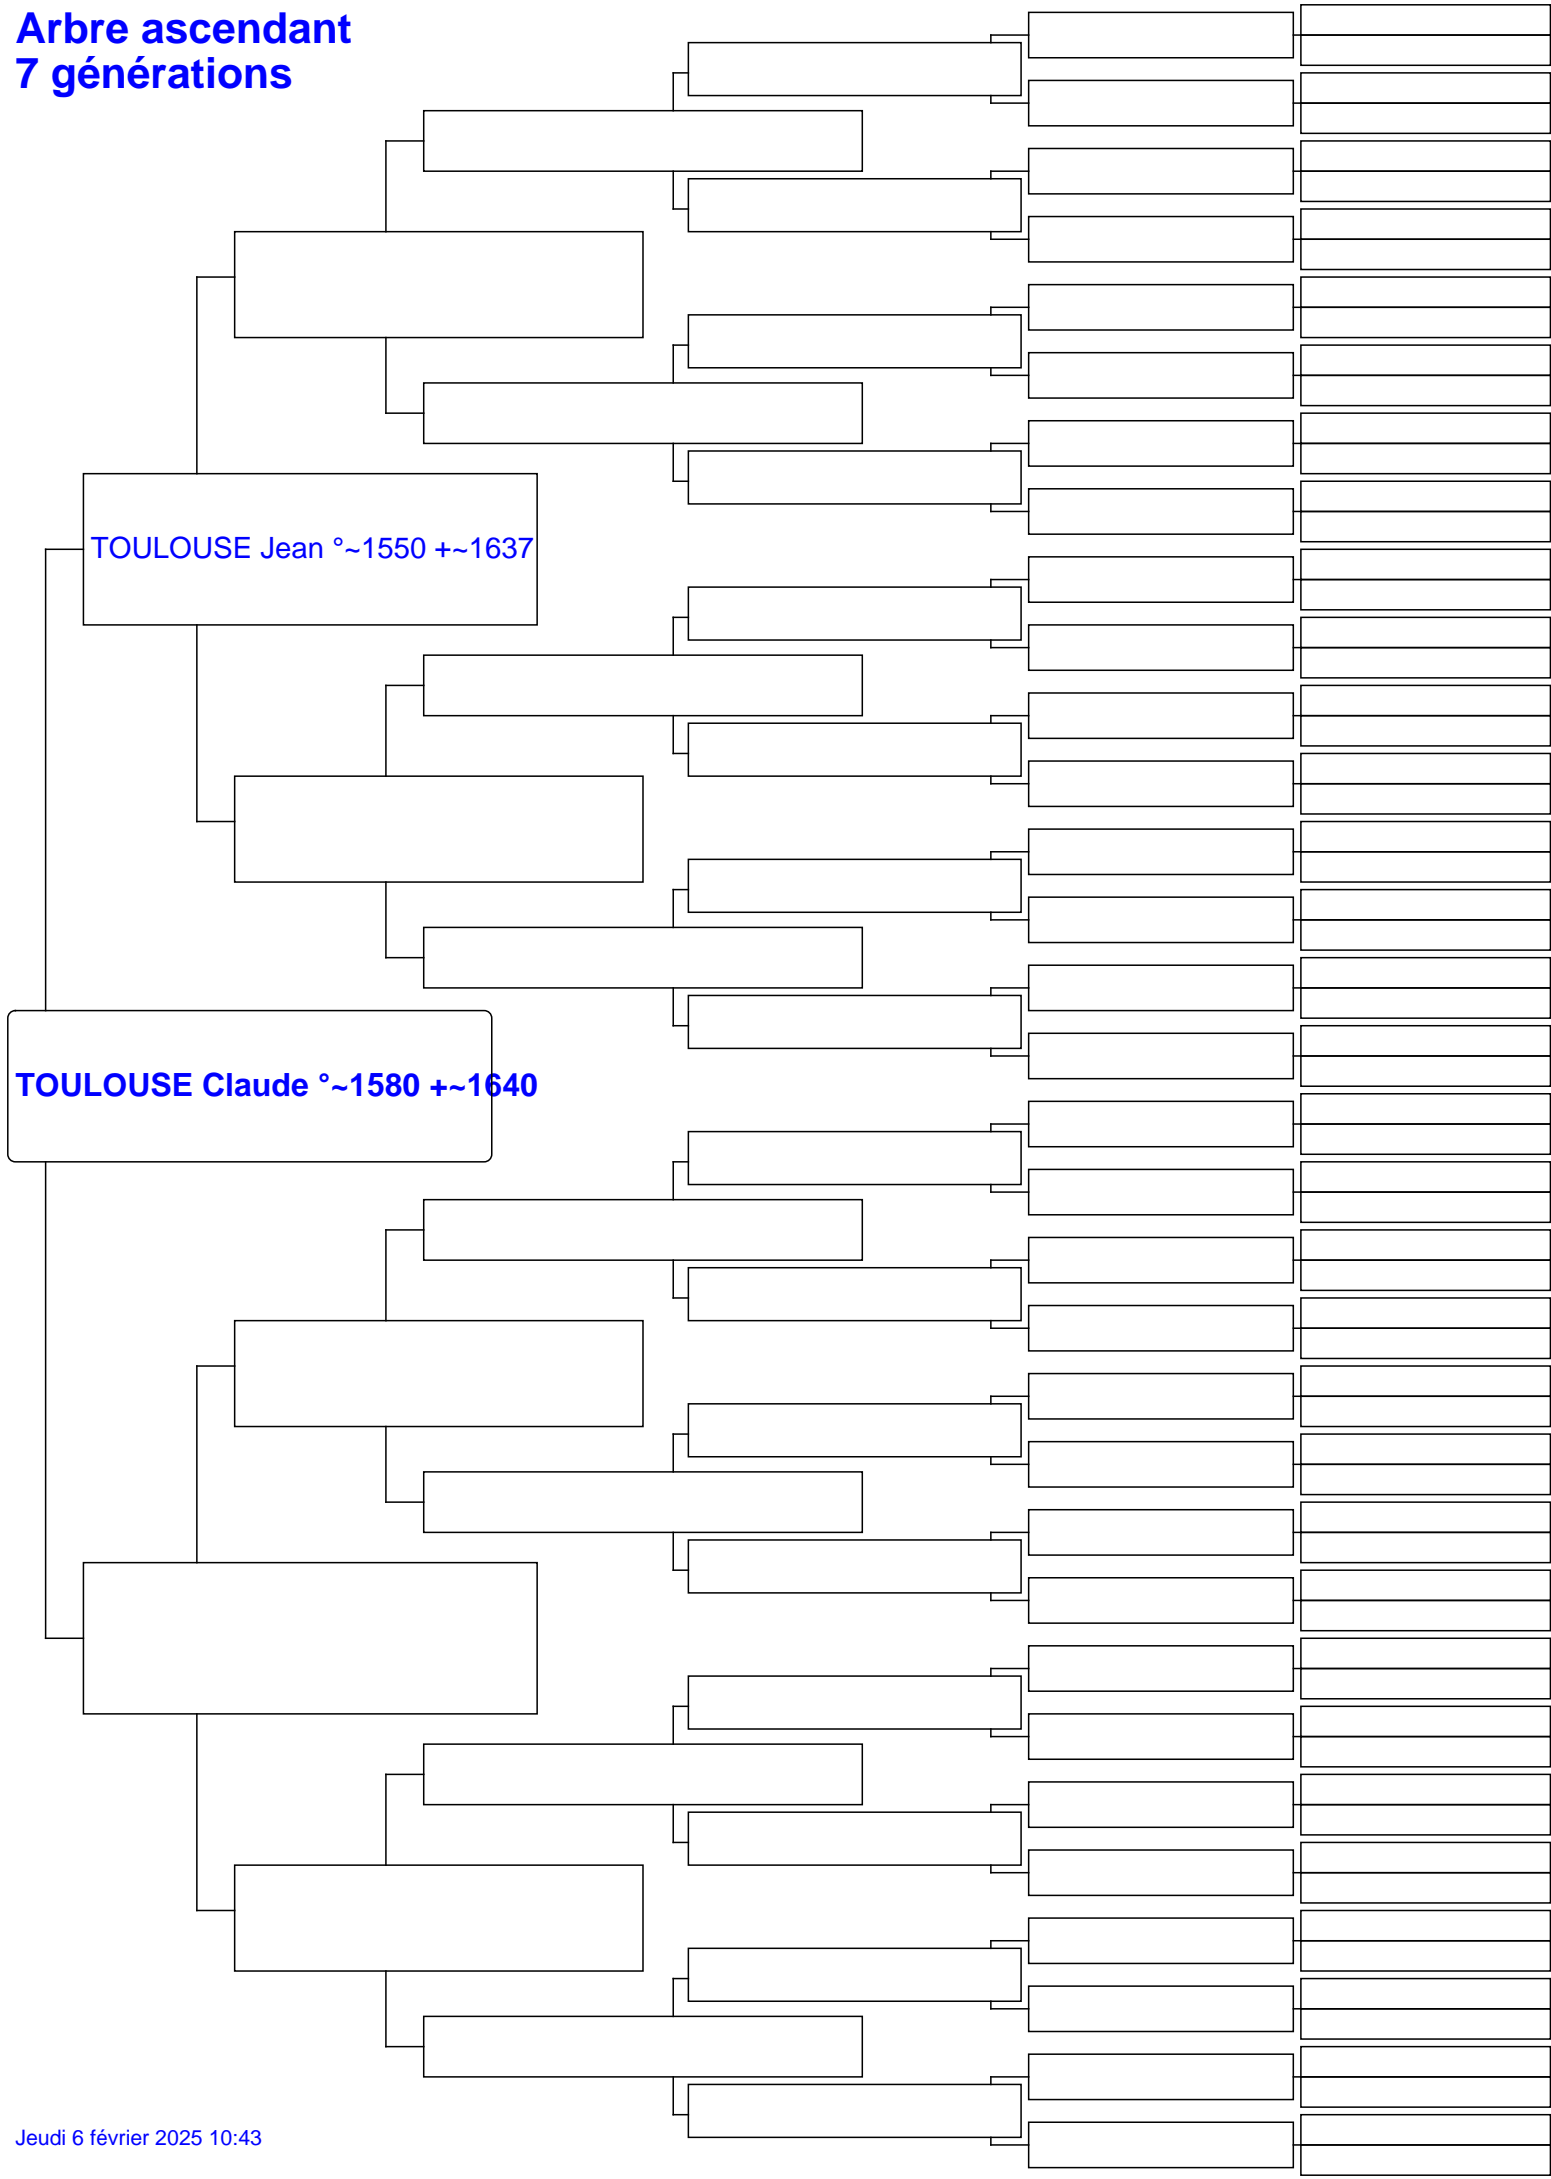 Arbre ascendant
7 générations
TOULOUSE Jean °~1550 +~1637
TOULOUSE Claude °~1580 +~1640
Jeudi 6 février 2025 10:43